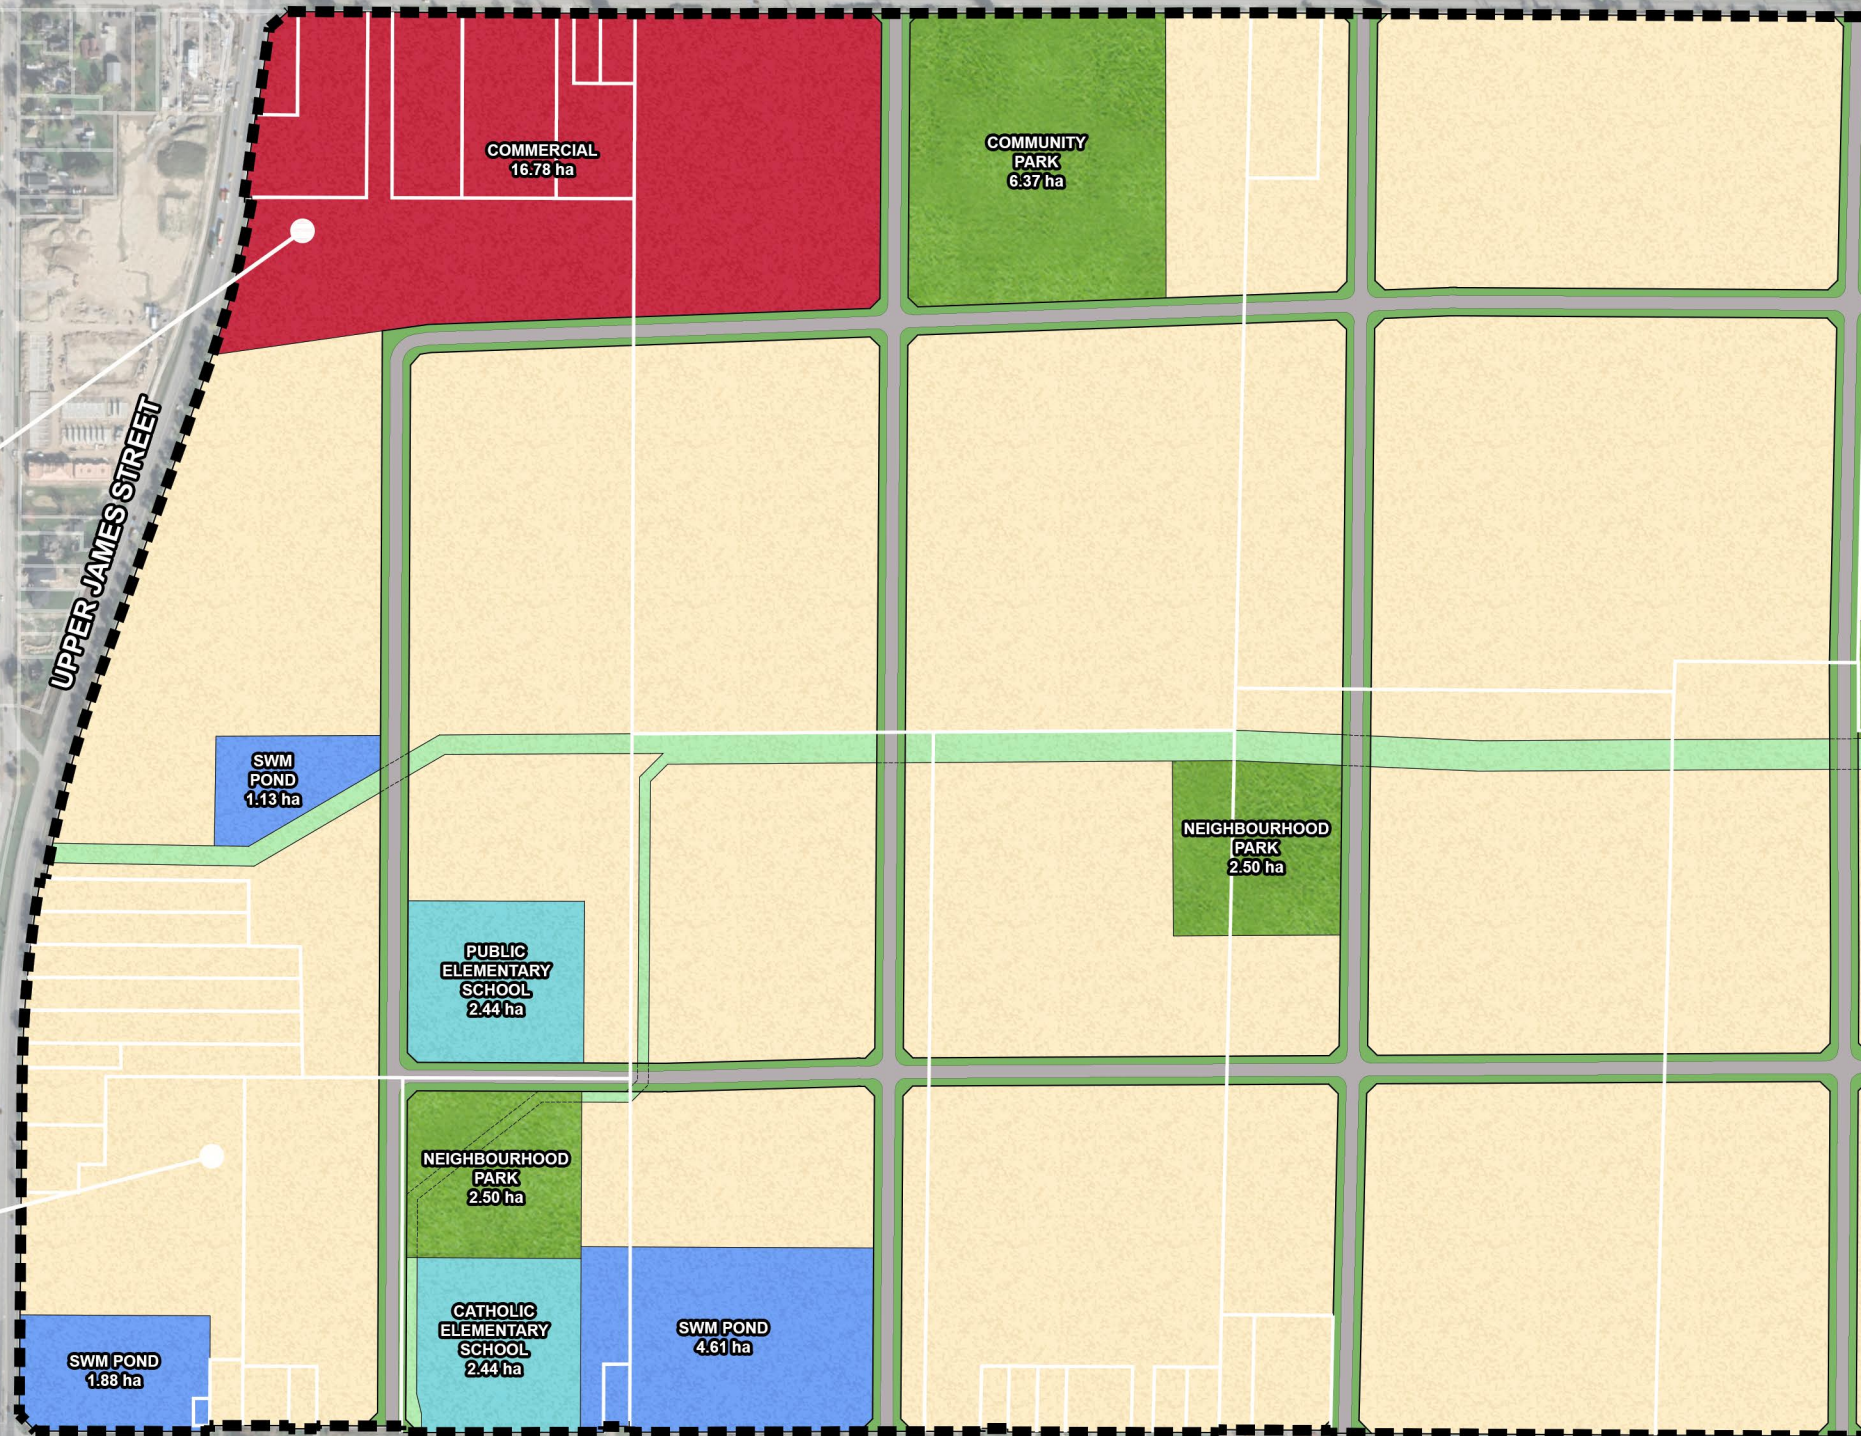 COMMERCIAL
16.78 ha
COMMUNITY
PARK
6.37 ha
UPPER JAMES STREET
SWM
POND
1.13 ha
NEIGHBOURHOOD
PARK
2.50 ha
PUBLIC
ELEMENTARY
SCHOOL
2.44 ha
NEIGHBOURHOOD
PARK
2.50 ha
CATHOLIC
ELEMENTARY
SCHOOL
2.44 ha
SWM POND
4.61 ha
SWM POND
1.88 ha